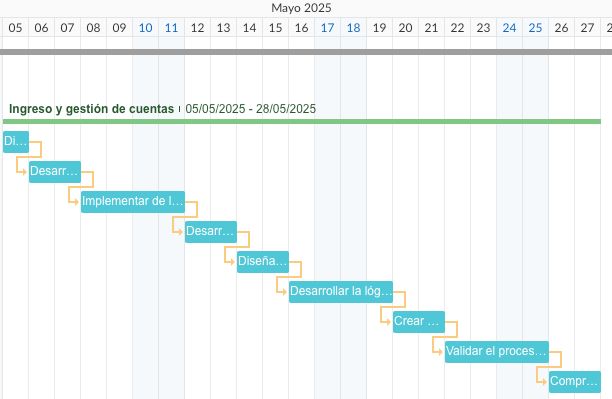 Mayo 2025
05 06 07 08 09 10 11 12 13 14 15 16 17 18 19 20 21 22 23 24 25 26 27 2
Ingreso y gestión de cuentas 05/05/2025 - 28/05/2025
Di...
Desarr...
Implementar de l...
Desarr...
Diseña...
Desarrollar la lóg...
Crear ...
Validar el proces...
Compr...